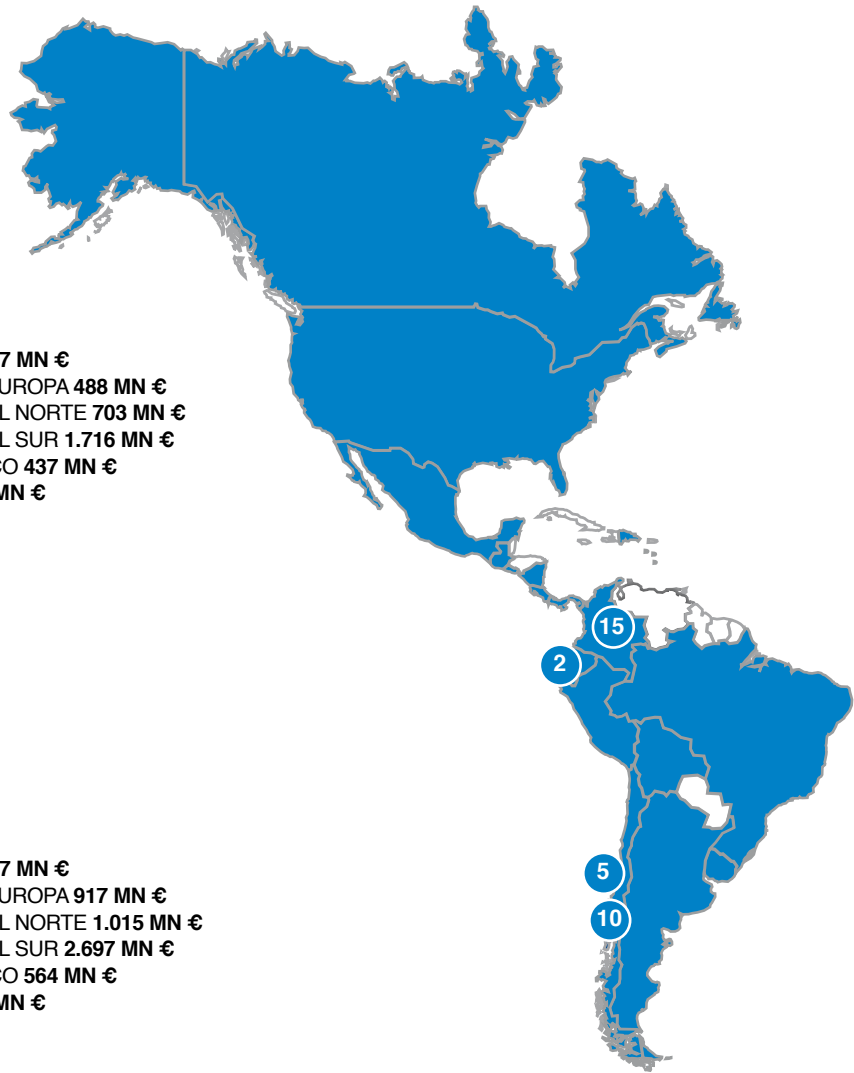 7 MN €
UROPA 488 MN €
L NORTE 703 MN €
L SUR 1.716 MN €
CO 437 MN €
MN €
15
2
5
7 MN €
UROPA 917 MN €
10
L NORTE 1.015 MN €
L SUR 2.697 MN €
CO 564 MN €
MN €